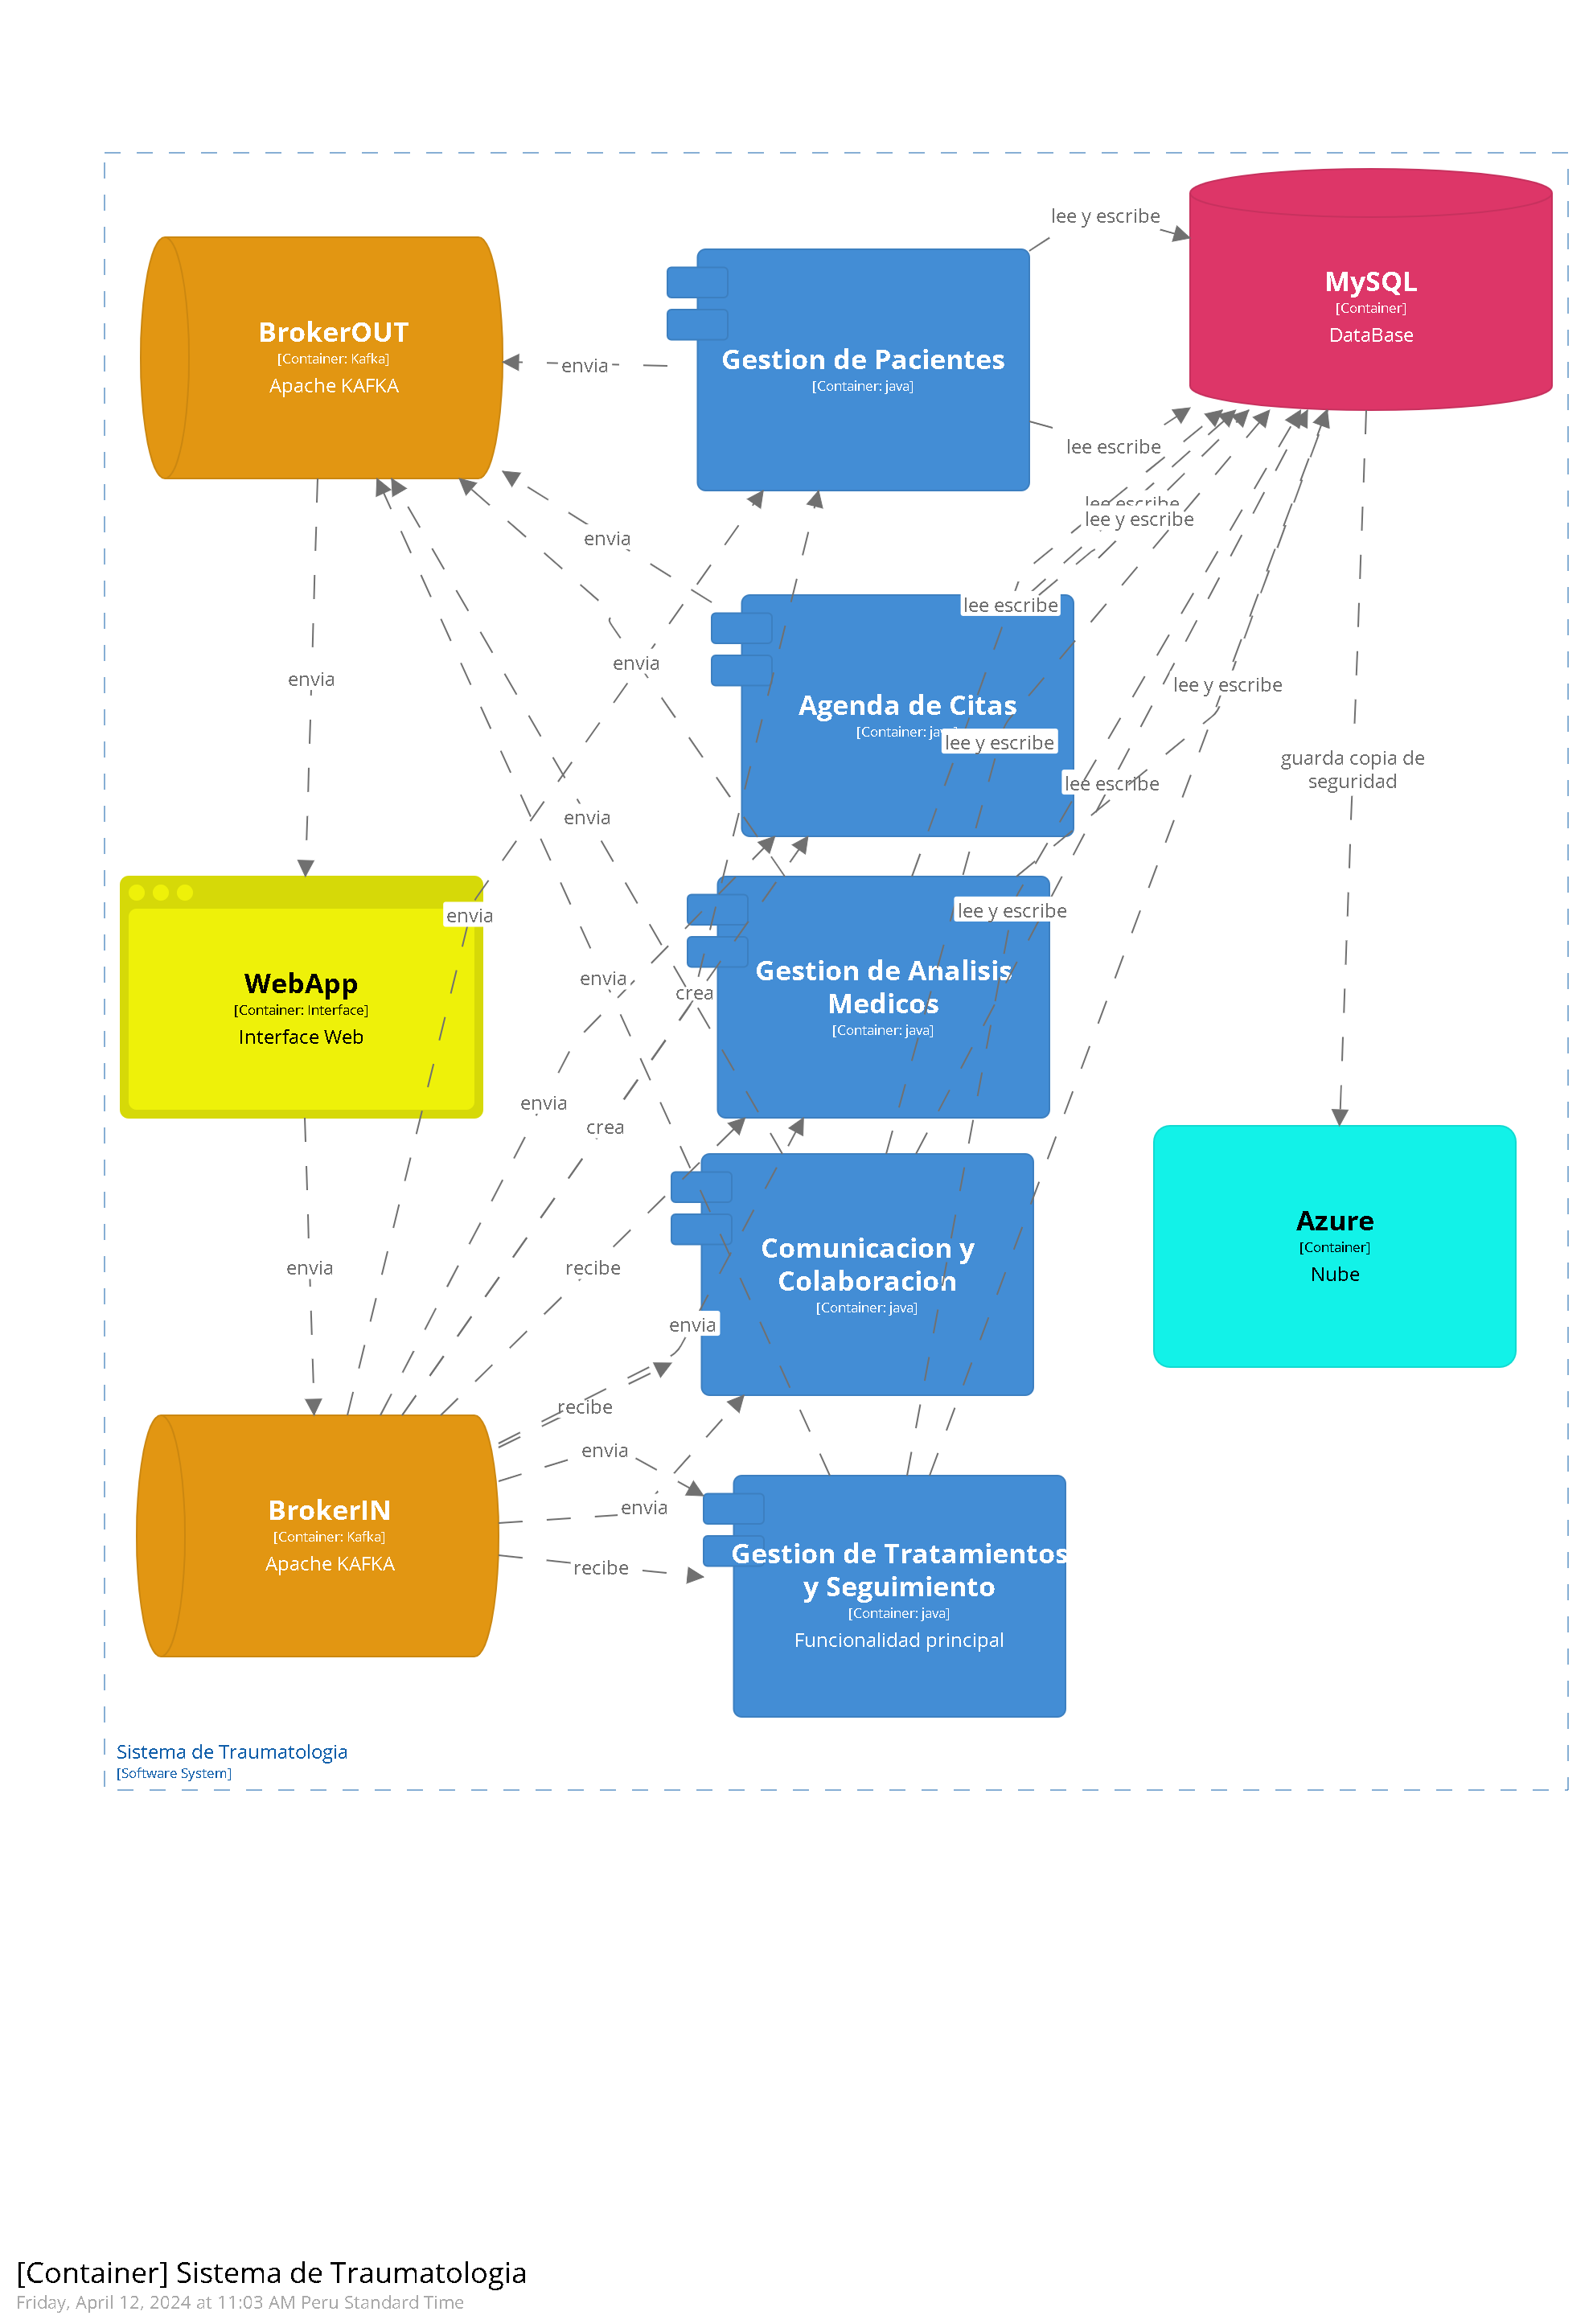 lee y escribe
MySQL
[Container]
DataBase
BrokerOUT
[Container: Kafka]
Apache KAFKA
envia
Gestion de Pacientes
[Container: java]
lee escribe
lee escribe
lee y escribe
envia
lee escribe
envia
envia
lee y escribe
Agenda de Citas
[Container: java]
lee y escribe
guarda copia de
seguridad
lee escribe
envia
envia
lee y escribe
WebApp
[Container: Interface]
Interface Web
envia
crea
Gestion de Analisis
Medicos
[Container: java]
envia
crea
envia
recibe
Comunicacion y
Colaboracion
[Container: java]
Azure
[Container]
Nube
envia
recibe
envia
BrokerIN
[Container: Kafka]
Apache KAFKA
envia
recibe
Gestion de Tratamientos
y Seguimiento
[Container: java]
Funcionalidad principal
Sistema de Traumatologia
[Software System]
[Container] Sistema de Traumatologia
Friday, April 12, 2024 at 11:03 AM Peru Standard Time